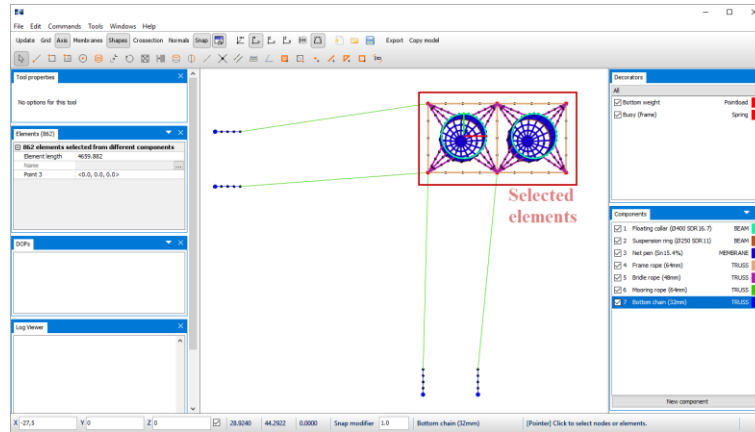 File Edit Commands Tools Windows Help
Update Grid Axis Membranes Shapes Crossection Normals Snap Export Copy model
Tool properties
No options for this tool
Elements (862)
862 elements selected from different components
Element length 4659.882
Name ...
Point 3 <0.0, 0.0, 0.0>
DOFs
Log Viewer
Selected
elements
Decorators
All
Bottom weight Pointload
Buoy (frame) Spring
Components
1 Floating collar (Ø400 SDR16.7) BEAM
2 Suspension ring (Ø250 SDR11) BEAM
3 Net pen (Sn15.4%) MEMBRANE
4 Frame rope (64mm) TRUSS
5 Bridle rope (48mm) TRUSS
6 Mooring rope (64mm) TRUSS
7 Bottom chain (32mm) TRUSS
New component
X -27,5 Y 0 Z 0 28.9240 44.2922 0.0000 Snap modifier 1.0 Bottom chain (32mm) [Pointer] Click to select nodes or elements.